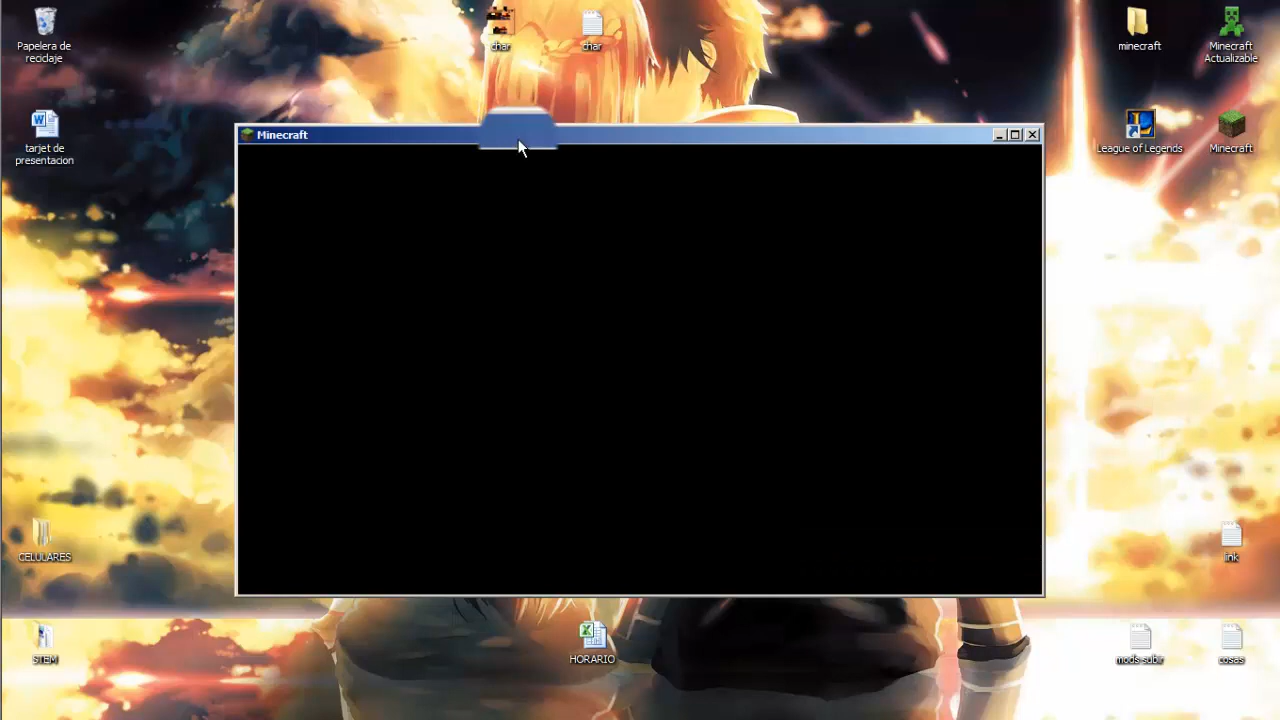 Papelera de
reciclaje
char
char
minecraft
Minecraft
Actualizable
tarjet de
presentacion
Minecraft
League of Legends
Minecraft
CELULARES
link
STEM
HORARIO
mods subir
cosas